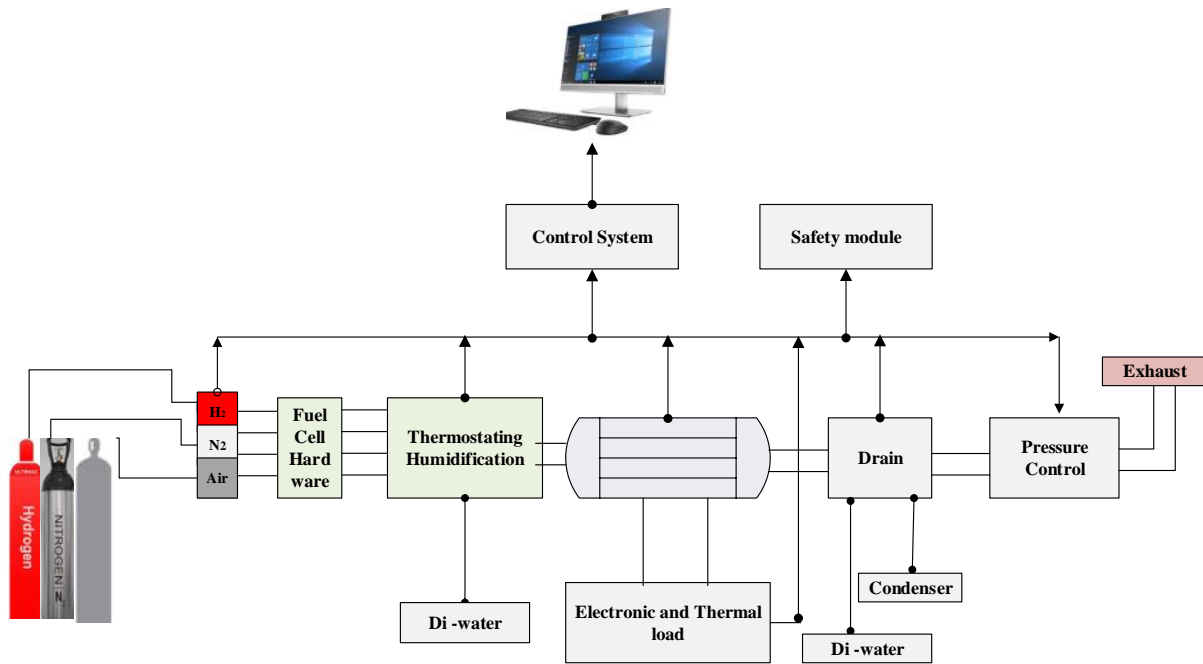 Control System
Safety module
Exhaust
H₂
N2
Air
Fuel
Cell
Hard
ware
Thermostating
Humidification
Drain
Pressure
Control
ULTRMAC
Hydrogen
NITROGEN
N₂
Di -water
Electronic and Thermal
load
Condenser
Di -water